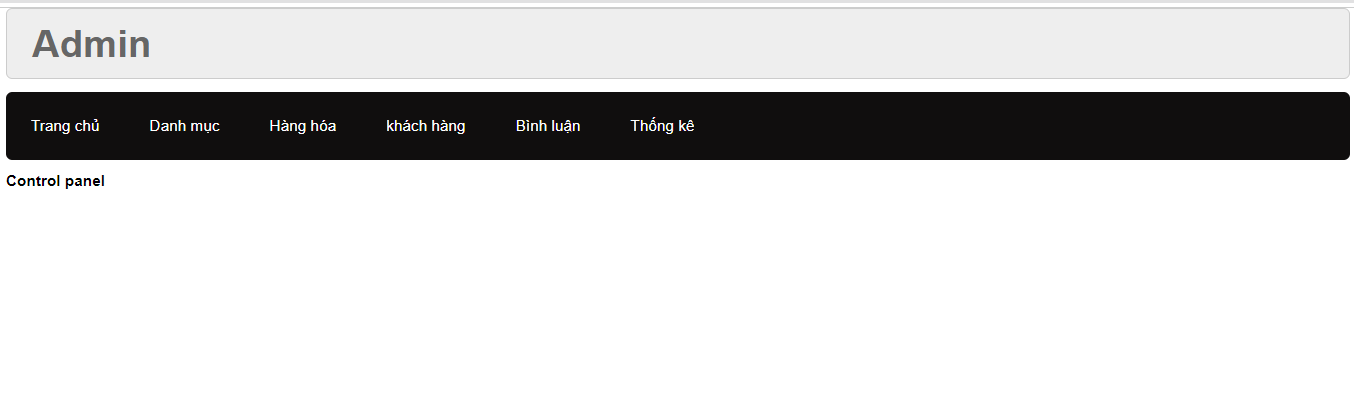 Admin
Trang chủ Danh mục Hàng hóa khách hàng Bình luận Thống kê
Control panel